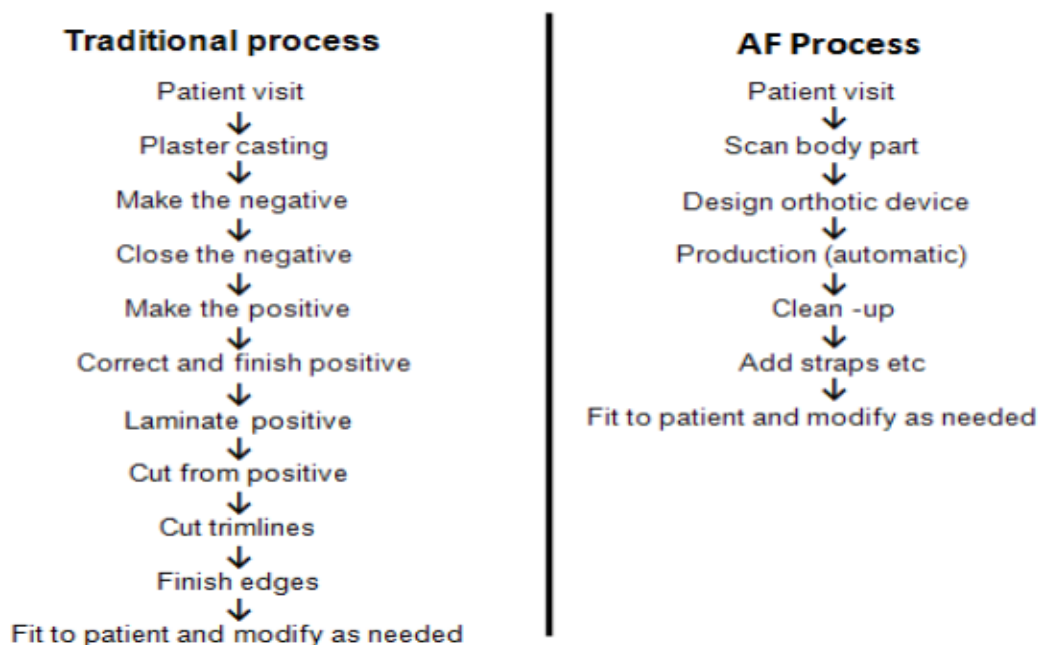 Traditional process
Patient visit
Plaster casting
Make the negative
Close the negative
Make the positive
Correct and finish positive
Laminate positive
Cut from positive
Cut trimlines
Finish edges
Fit to patient and modify as needed
AF Process
Patient visit
Scan body part
Design orthotic device
Production (automatic)
Clean -up
Add straps etc
Fit to patient and modify as needed